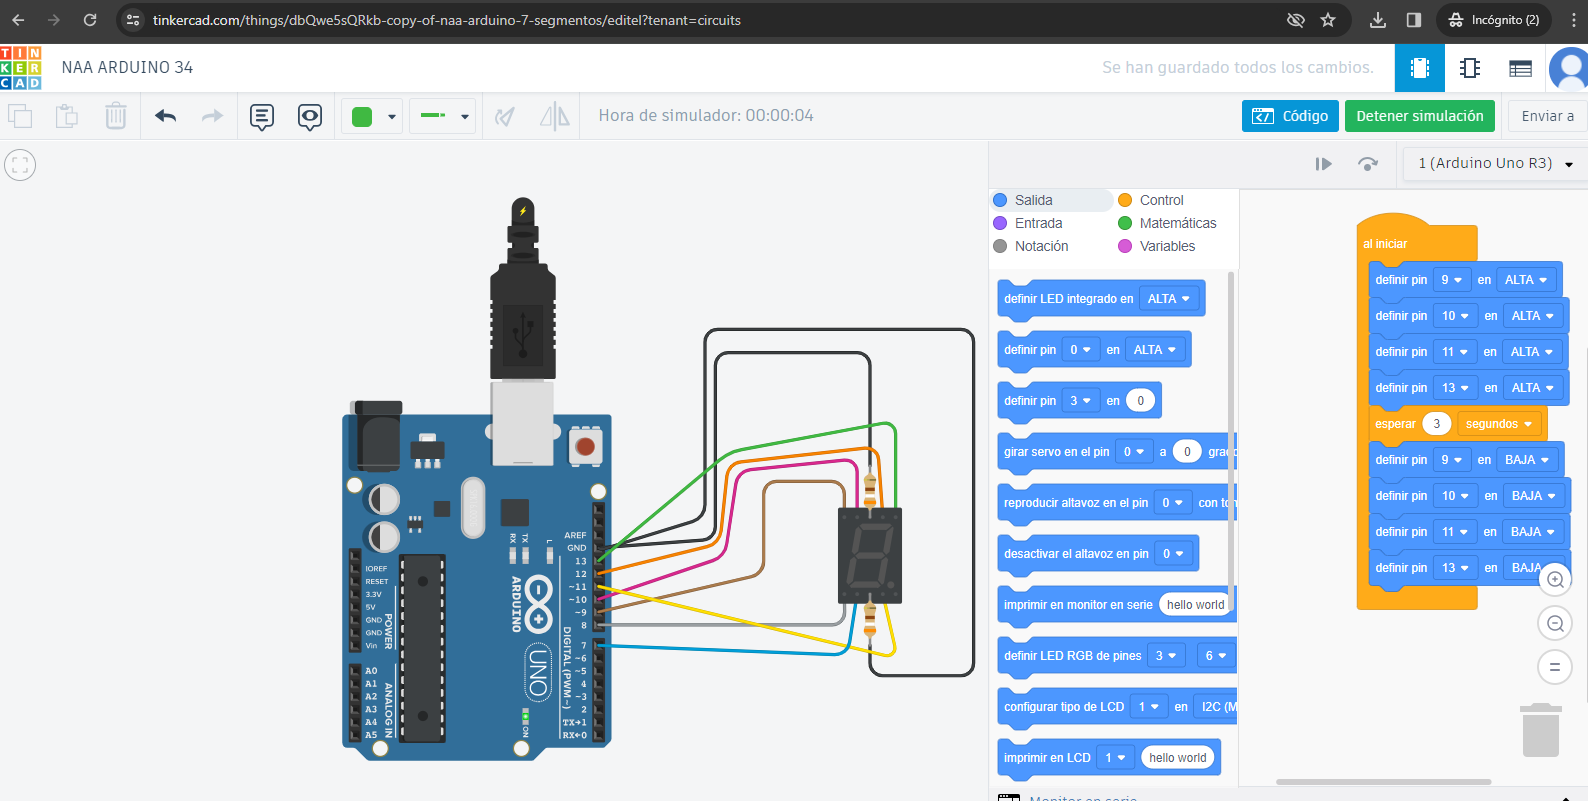 tinkercad.com/things/dbQwe5sQRkb-copy-of-naa-arduino-7-segmentos/editel?tenant=circuits
Incógnito (2)
TIN
KER
CAD
NAA ARDUINO 34
Se han guardado todos los cambios.
Hora de simulador: 00:00:04
Código
Detener simulación
Enviar a
1 (Arduino Uno R3)
Salida
Control
Entrada
Matemáticas
Notación
Variables
definir LED integrado en ALTA
definir pin 0 en ALTA
definir pin 3 en 0
girar servo en el pin 0 a 0 grad
reproducir altavoz en el pin 0 con ton
desactivar el altavoz en pin 0
imprimir en monitor en serie hello world
definir LED RGB de pines 3 6
configurar tipo de LCD 1 en I2C (M
imprimir en LCD 1 hello world
Monitor en serie
al iniciar
definir pin 9 en ALTA
definir pin 10 en ALTA
definir pin 11 en ALTA
definir pin 13 en ALTA
esperar 3 segundos
definir pin 9 en BAJA
definir pin 10 en BAJA
definir pin 11 en BAJA
definir pin 13 en BAJA
AREF
GND
13
12
~11
~10
~9
8
7
~6
~5
4
~3
2
TX→1
RX←0
DIGITAL (PWM~)
IOREF
RESET
3.3V
5V
GND
GND
Vin
POWER
A0
A1
A2
A3
A4
A5
ANALOG IN
RX
TX
L
ARDUINO
UNO
ON